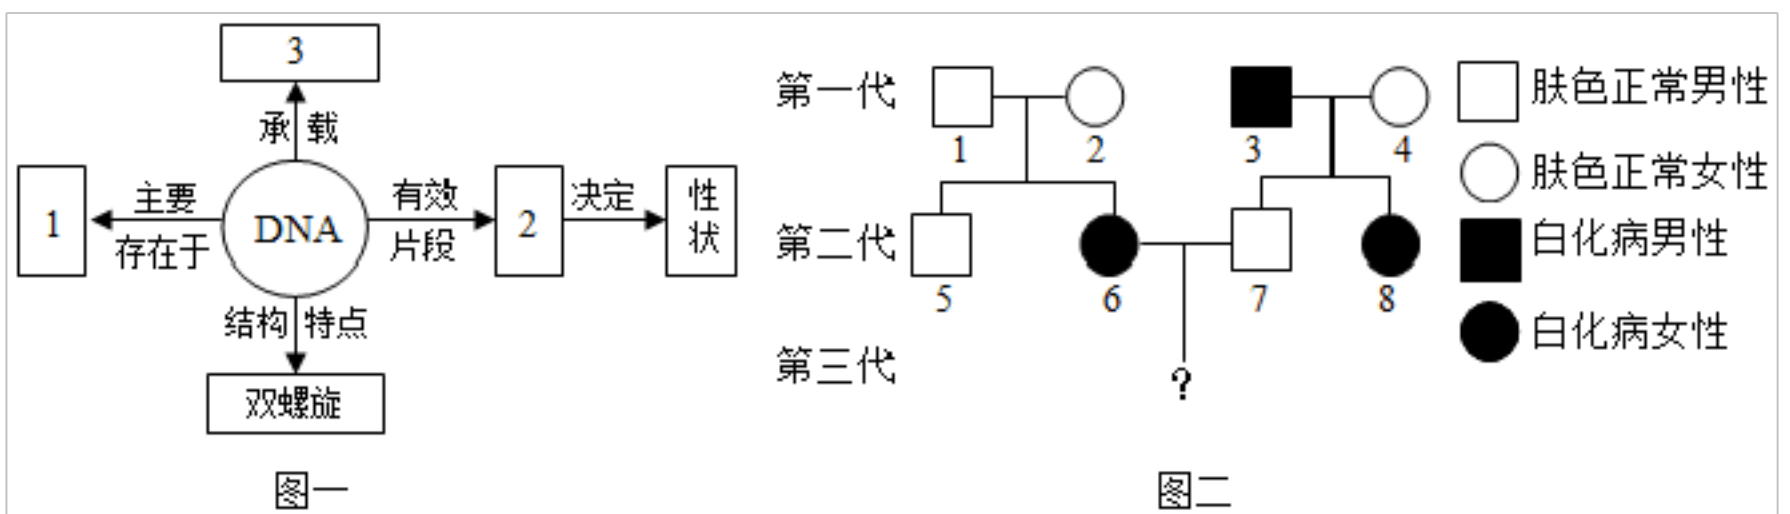 3
承 载
1
主要
存在于
DNA
有效
片段
2
决定
性
状
结构 特点
双螺旋
图一
第一代
1
2
3
4
第二代
5
6
7
8
第三代
?
肤色正常男性
肤色正常女性
白化病男性
白化病女性
图二